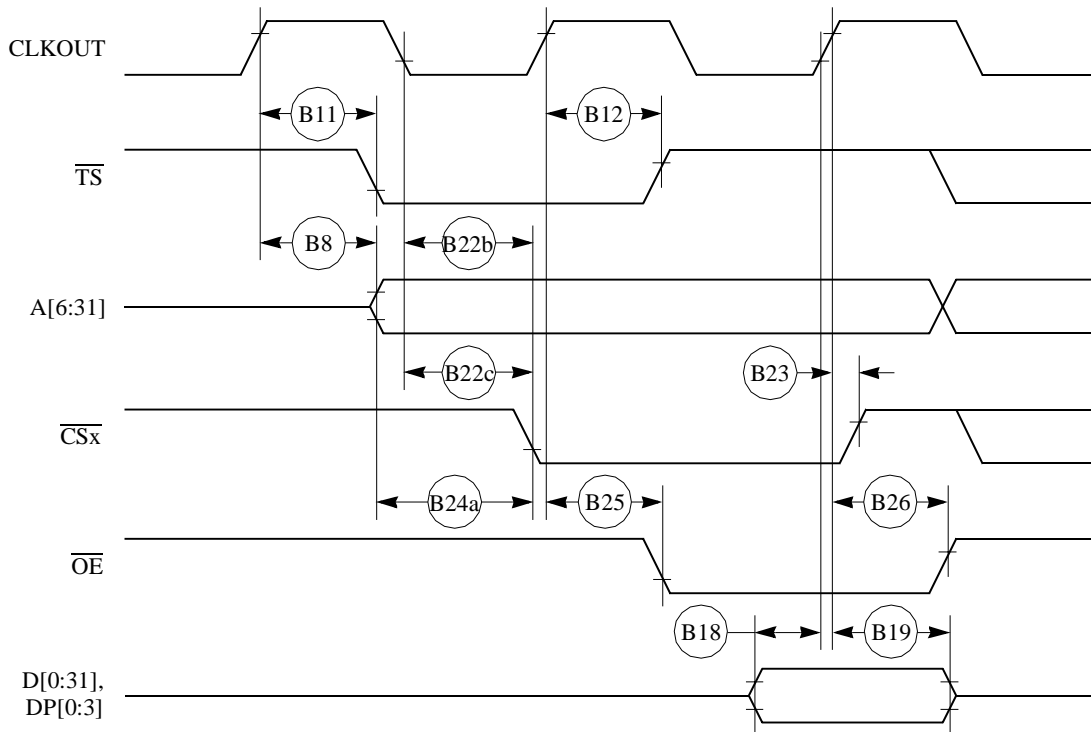 CLKOUT
B11
B12
TS
B8
B22b
A[6:31]
B22c
B23
CSx
B24a
B25
B26
OE
B18
B19
D[0:31],
DP[0:3]